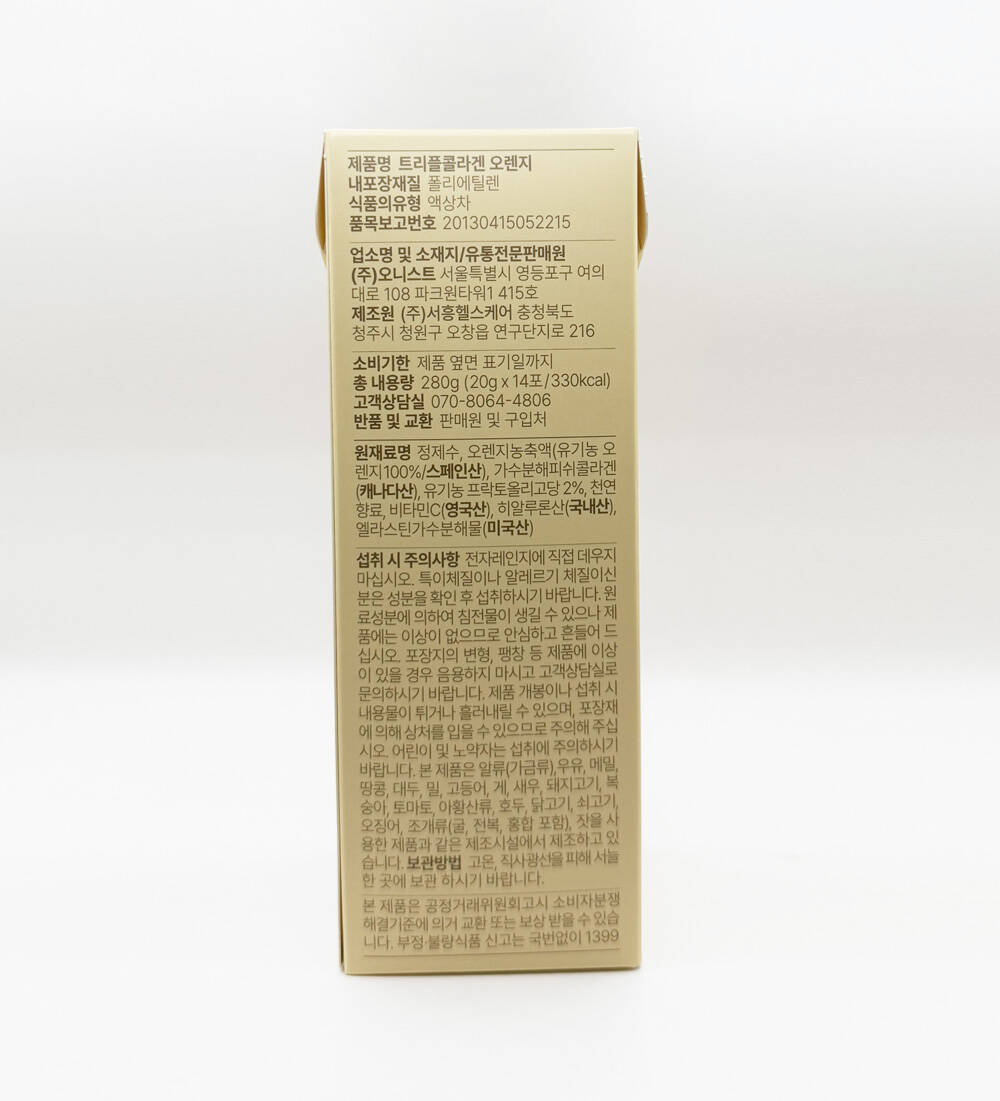 제품명 트리플콜라겐 오렌지
내포장재질 폴리에틸렌
식품의유형 액상차
품목보고번호 20130415052215
업소명 및 소재지/유통전문판매원
(주)오니스트 서울특별시 영등포구 여의
대로 108 파크원타워1 415호
제조원 (주)서흥헬스케어 충청북도
청주시 청원구 오창읍 연구단지로 216
소비기한 제품 옆면 표기일까지
총 내용량 280g (20g x 14포/330kcal)
고객상담실 070-8064-4806
반품 및 교환 판매원 및 구입처
원재료명 정제수, 오렌지농축액(유기농 오
렌지100%/스페인산), 가수분해피쉬콜라겐
(캐나다산), 유기농 프락토올리고당 2%, 천연
향료, 비타민C(영국산), 히알루론산(국내산),
엘라스틴가수분해물(미국산)
섭취 시 주의사항 전자레인지에 직접 데우지
마십시오. 특이체질이나 알레르기 체질이신
분은 성분을 확인 후 섭취하시기 바랍니다. 원
료성분에 의하여 침전물이 생길 수 있으나 제
품에는 이상이 없으므로 안심하고 흔들어 드
십시오. 포장지의 변형, 팽창 등 제품에 이상
이 있을 경우 음용하지 마시고 고객상담실로
문의하시기 바랍니다. 제품 개봉이나 섭취 시
내용물이 튀거나 흘러내릴 수 있으며, 포장재
에 의해 상처를 입을 수 있으므로 주의해 주십
시오. 어린이 및 노약자는 섭취에 주의하시기
바랍니다. 본 제품은 알류(가금류),우유, 메밀,
땅콩, 대두, 밀, 고등어, 게, 새우, 돼지고기, 복
숭아, 토마토, 아황산류, 호두, 닭고기, 쇠고기,
오징어, 조개류(굴, 전복, 홍합 포함), 잣을 사
용한 제품과 같은 제조시설에서 제조하고 있
습니다. 보관방법 고온, 직사광선을 피해 서늘
한 곳에 보관 하시기 바랍니다.
본 제품은 공정거래위원회고시 소비자분쟁
해결기준에 의거 교환 또는 보상 받을 수 있습
니다. 부정·불량식품 신고는 국번없이 1399